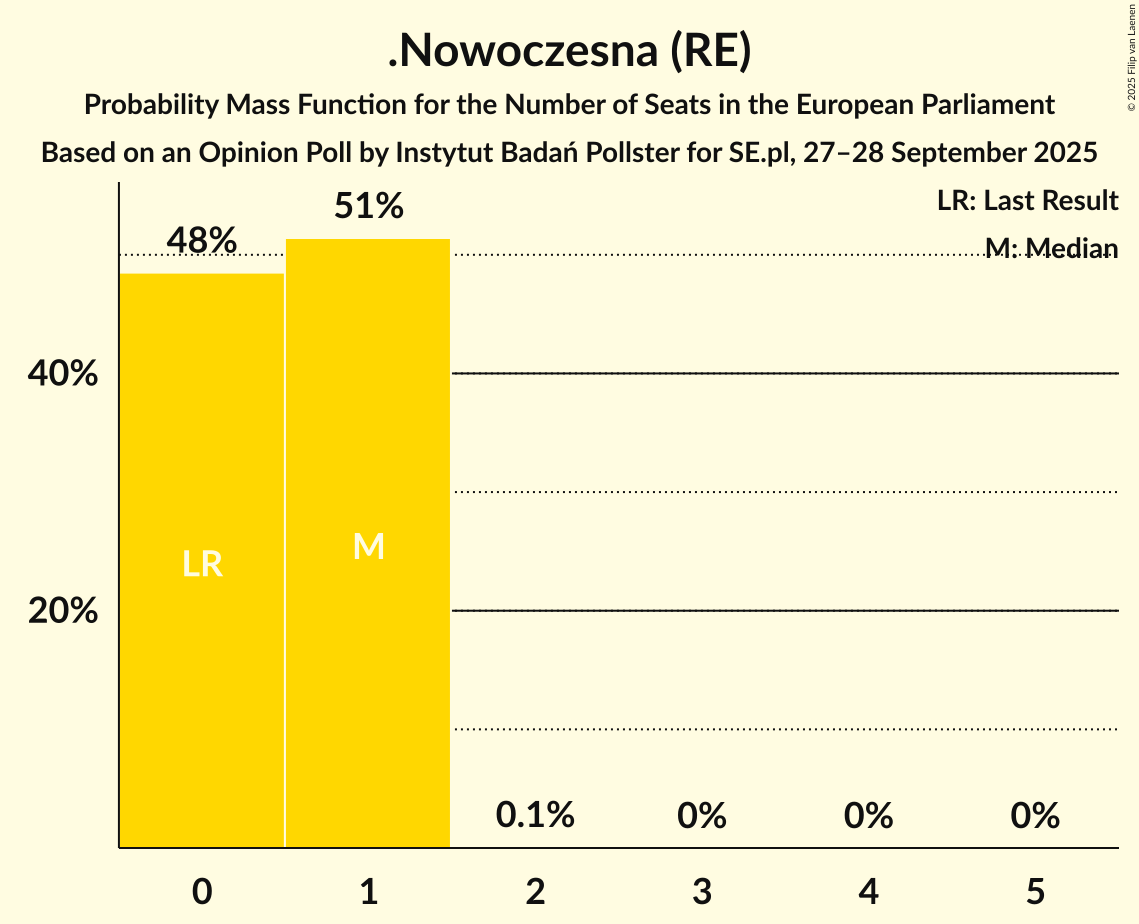 .Nowoczesna (RE)
Probability Mass Function for the Number of Seats in the European Parliament
Based on an Opinion Poll by Instytut Badań Pollster for SE.pl, 27–28 September 2025
© 2025 Filip van Laenen
LR: Last Result
M: Median
48%
51%
40%
20%
LR
M
0.1%
0%
0%
0%
0
1
2
3
4
5